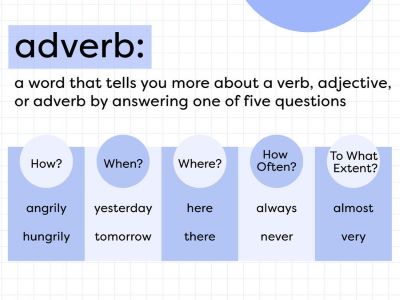 adverb:
a word that tells you more about a verb, adjective,
or adverb by answering one of five questions
How?
When?
Where?
How
Often?
To What
Extent?
angrily
yesterday
here
always
almost
hungrily
tomorrow
there
never
very